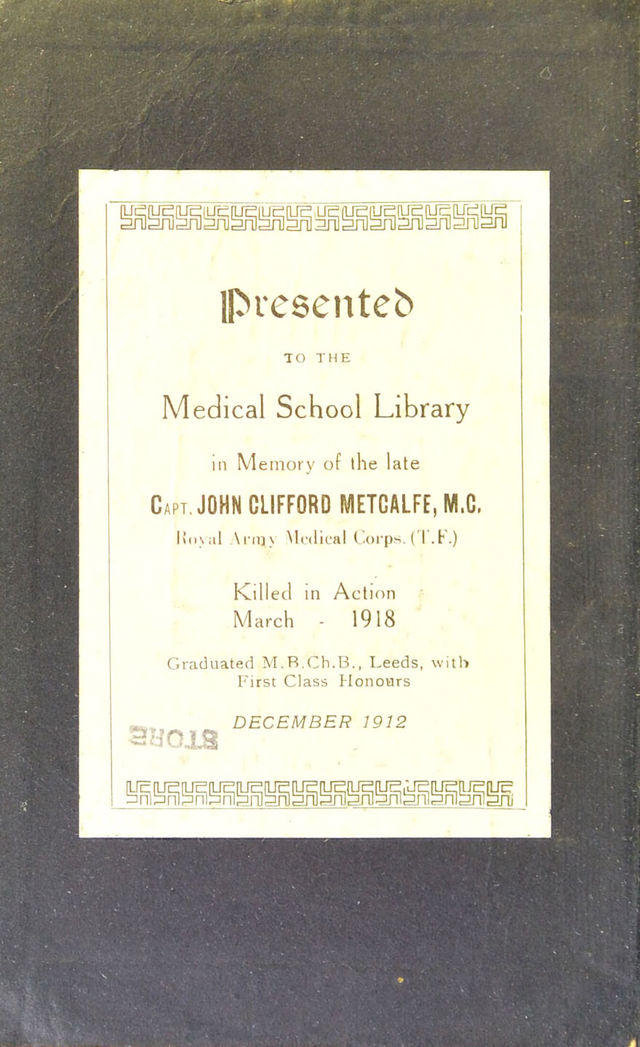 Presented
TO THE
Medical School Library
in Memory of the late
CAPT. JOHN CLIFFORD METCALFE, M.C.
Royal Army Medical Corps. (T.F.)
Killed in Action
March - 1918
Graduated M.B.Ch.B., Leeds, with
First Class Honours
DECEMBER 1912
STORE